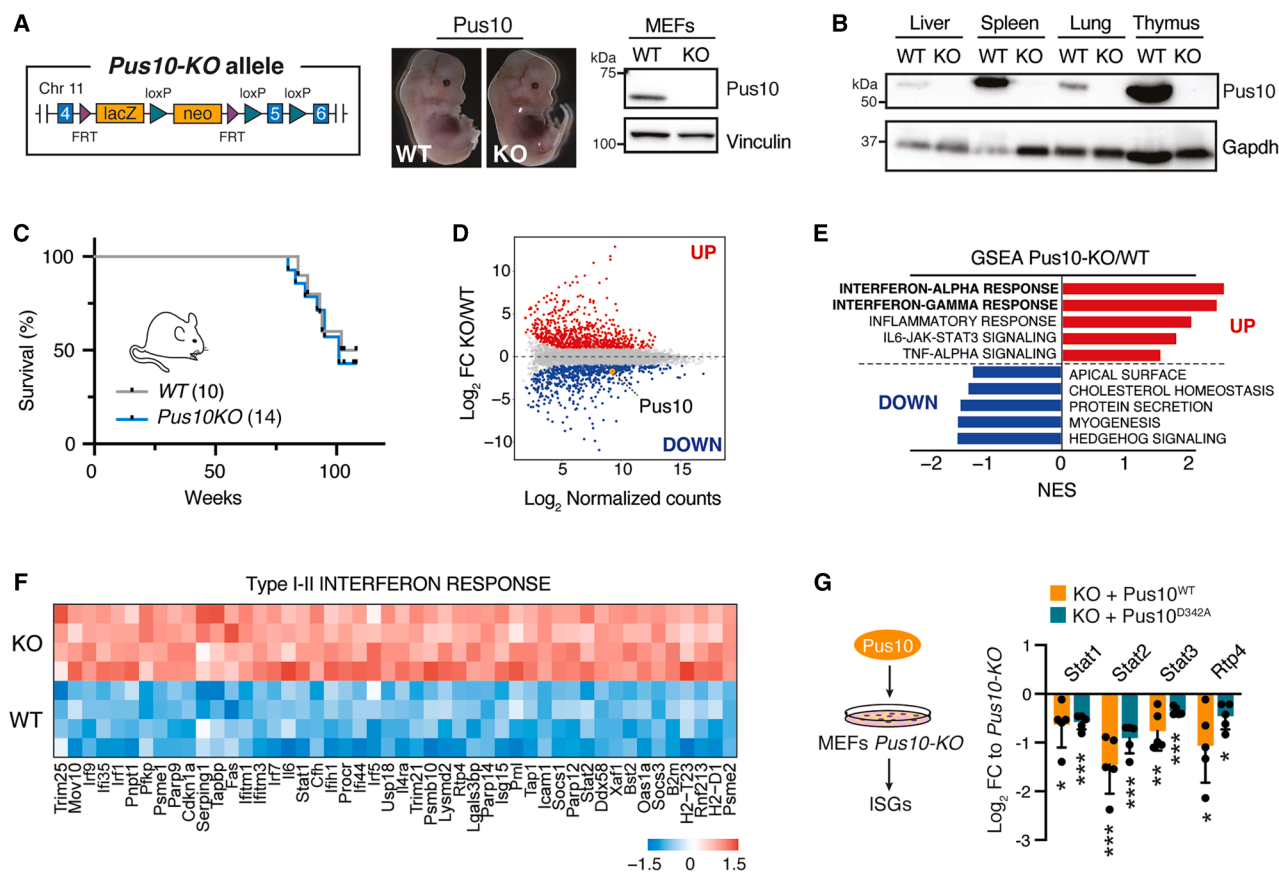 A
Pus10-KO allele
Chr 11
loxP
loxP
loxP
4
lacZ
neo
5
6
FRT
FRT
Pus10
WT
KO
MEFs
kDa
WT
KO
75
Pus10
100
Vinculin
B
Liver
Spleen
Lung
Thymus
WT KO
WT KO
WT KO
WT KO
kDa
50
Pus10
37
Gapdh
C
Survival (%)
100
50
0
WT (10)
Pus10KO (14)
0
50
100
Weeks
D
Log2 FC KO/WT
10
5
0
−5
−10
UP
Pus10
DOWN
5
10
15
Log2 Normalized counts
E
GSEA Pus10-KO/WT
INTERFERON-ALPHA RESPONSE
INTERFERON-GAMMA RESPONSE
INFLAMMATORY RESPONSE
IL6-JAK-STAT3 SIGNALING
TNF-ALPHA SIGNALING
UP
DOWN
APICAL SURFACE
CHOLESTEROL HOMEOSTASIS
PROTEIN SECRETION
MYOGENESIS
HEDGEHOG SIGNALING
−2
−1
0
1
2
NES
F
Type I-II INTERFERON RESPONSE
KO
WT
Trim25
Mov10
Irf9
Ifi35
Irf1
Pnpt1
Pfkp
Psme1
Parp9
Cdkn1a
Serping1
Tapbp
Fas
Ifitm1
Ifitm3
Irf7
Il6
Stat1
Cfh
Ifih1
Procr
Ifi44
Irf5
Usp18
Il4ra
Trim21
Psmb10
Lysmd2
Rtp4
Lgals3bp
Parp14
Isg15
Pml
Tap1
Icam1
Socs1
Parp12
Stat2
Ddx58
Xaf1
Bst2
Oas1a
Socs3
B2m
H2−T23
Rnf213
H2−D1
Psme2
−1.5
0
1.5
G
Pus10
MEFs Pus10-KO
ISGs
KO + Pus10WT
KO + Pus10D342A
Log2 FC to Pus10-KO
1
0
-1
-2
-3
Stat1
Stat2
Stat3
Rtp4
*
***
***
***
**
***
*
*